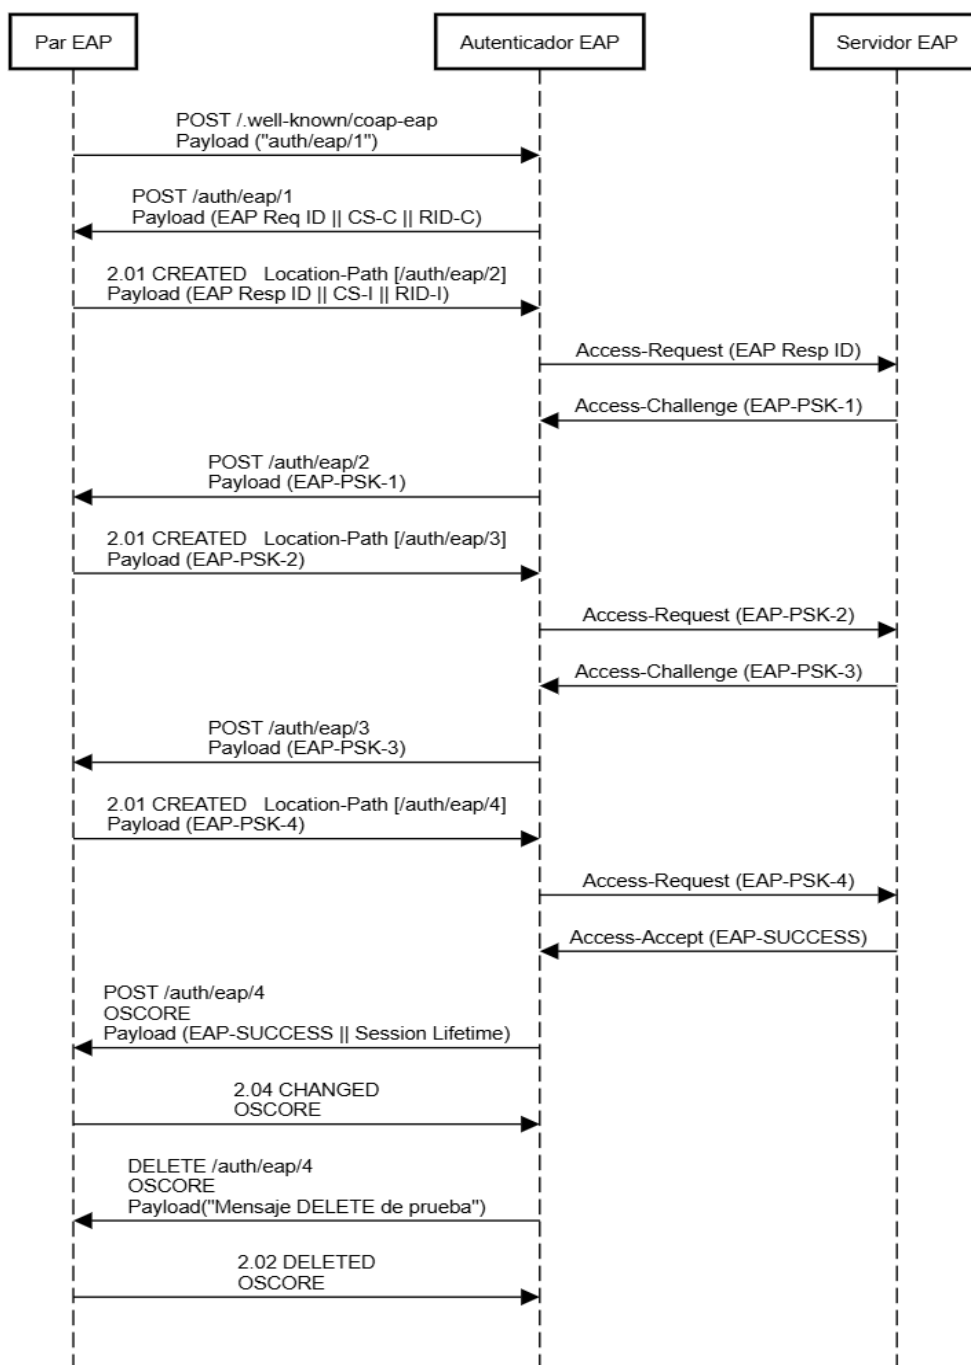 Par EAP
Autenticador EAP
Servidor EAP
POST /.well-known/coap-eap
Payload ("auth/eap/1")
POST /auth/eap/1
Payload (EAP Req ID || CS-C || RID-C)
2.01 CREATED   Location-Path [/auth/eap/2]
Payload (EAP Resp ID || CS-I || RID-I)
Access-Request (EAP Resp ID)
Access-Challenge (EAP-PSK-1)
POST /auth/eap/2
Payload (EAP-PSK-1)
2.01 CREATED   Location-Path [/auth/eap/3]
Payload (EAP-PSK-2)
Access-Request (EAP-PSK-2)
Access-Challenge (EAP-PSK-3)
POST /auth/eap/3
Payload (EAP-PSK-3)
2.01 CREATED   Location-Path [/auth/eap/4]
Payload (EAP-PSK-4)
Access-Request (EAP-PSK-4)
Access-Accept (EAP-SUCCESS)
POST /auth/eap/4
OSCORE
Payload (EAP-SUCCESS || Session Lifetime)
2.04 CHANGED
OSCORE
DELETE /auth/eap/4
OSCORE
Payload("Mensaje DELETE de prueba")
2.02 DELETED
OSCORE